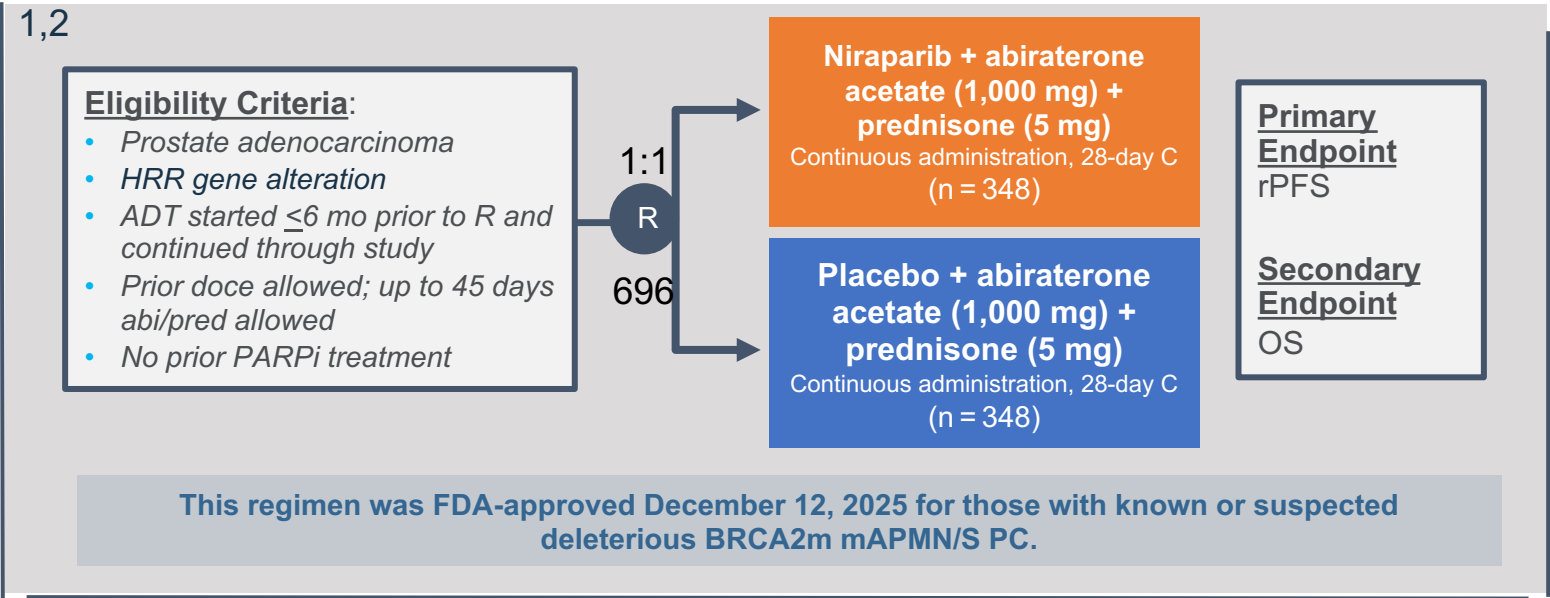 1,2
Eligibility Criteria:
• Prostate adenocarcinoma
• HRR gene alteration
• ADT started <6 mo prior to R and
continued through study
• Prior doce allowed; up to 45 days
abi/pred allowed
• No prior PARPi treatment
1:1
R
696
Niraparib + abiraterone
acetate (1,000 mg) +
prednisone (5 mg)
Continuous administration, 28-day C
(n = 348)
Placebo + abiraterone
acetate (1,000 mg) +
prednisone (5 mg)
Continuous administration, 28-day C
(n = 348)
Primary
Endpoint
rPFS
Secondary
Endpoint
OS
This regimen was FDA-approved December 12, 2025 for those with known or suspected
deleterious BRCA2m mAPMN/S PC.